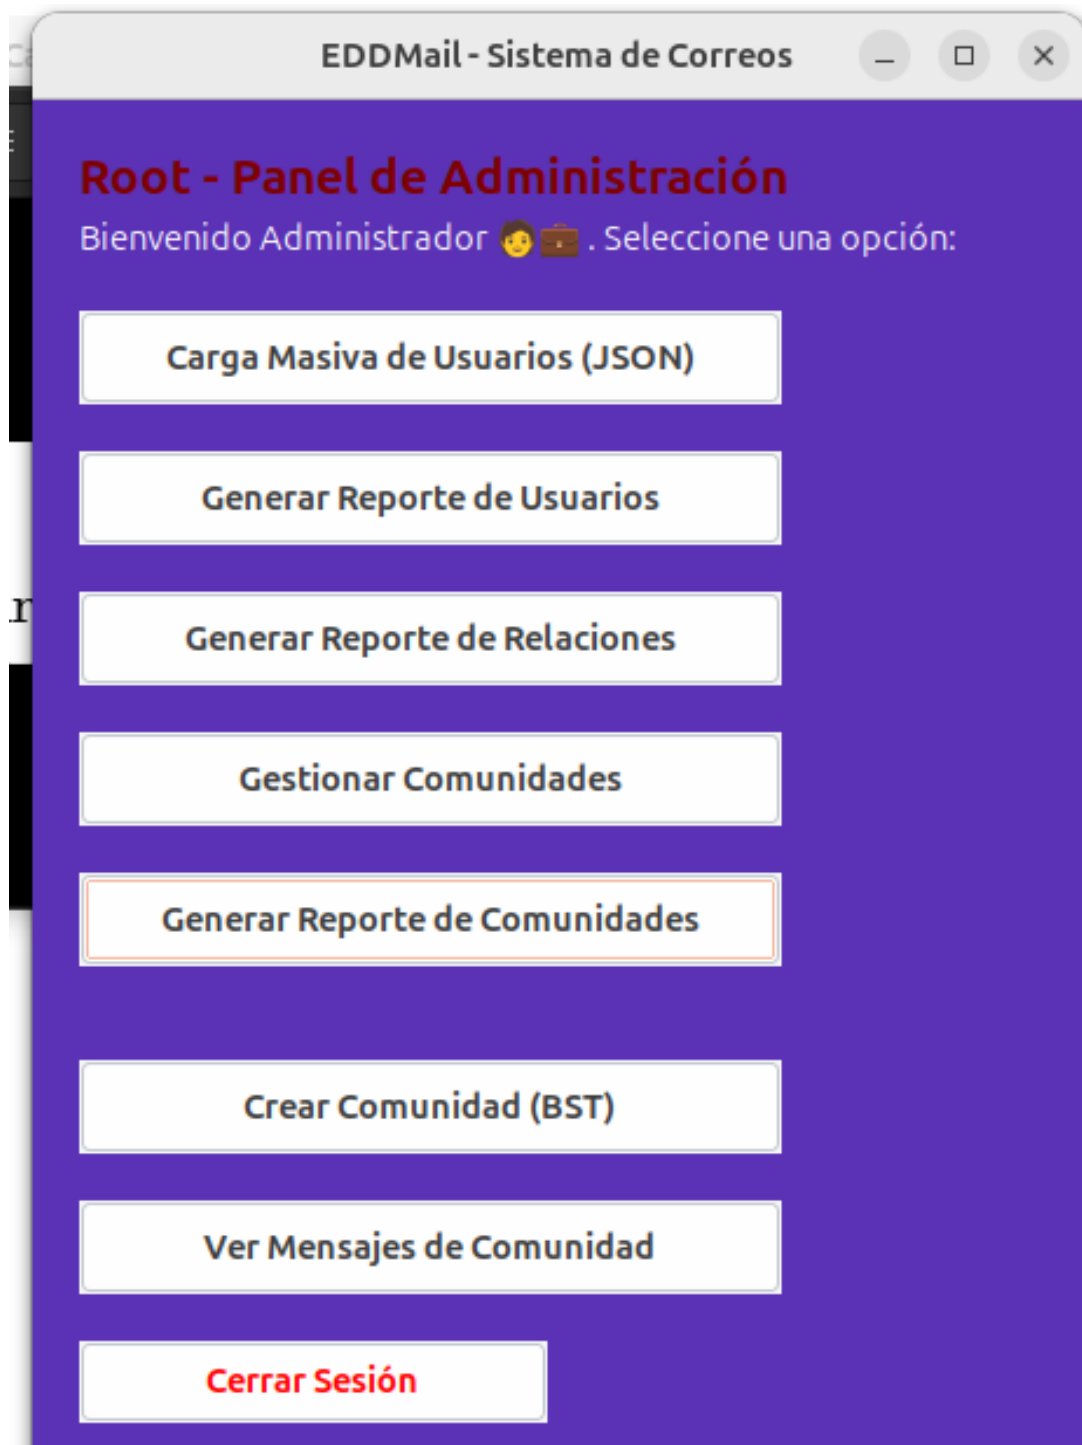 EDDMail - Sistema de Correos
Root - Panel de Administración
Bienvenido Administrador 🧑‍💼 . Seleccione una opción:
Carga Masiva de Usuarios (JSON)
Generar Reporte de Usuarios
Generar Reporte de Relaciones
Gestionar Comunidades
Generar Reporte de Comunidades
Crear Comunidad (BST)
Ver Mensajes de Comunidad
Cerrar Sesión